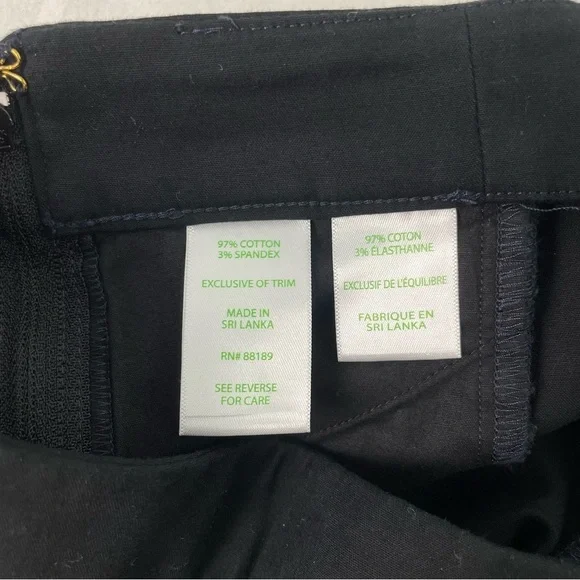 97% COTTON
3% SPANDEX
EXCLUSIVE OF TRIM
MADE IN
SRI LANKA
RN# 88189
SEE REVERSE
FOR CARE
97% COTON
3% ÉLASTHANNE
EXCLUSIF DE L'ÉQUILIBRE
FABRIQUE EN
SRI LANKA